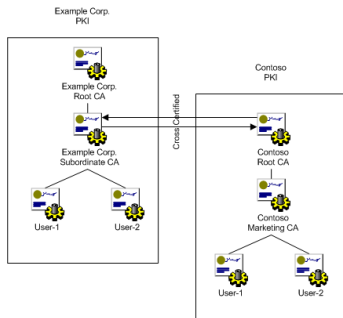 Example Corp.
PKI
Example Corp.
Root CA
Example Corp.
Subordinate CA
User-1
User-2
Cross Certified
Contoso
PKI
Contoso
Root CA
Contoso
Marketing CA
User-1
User-2